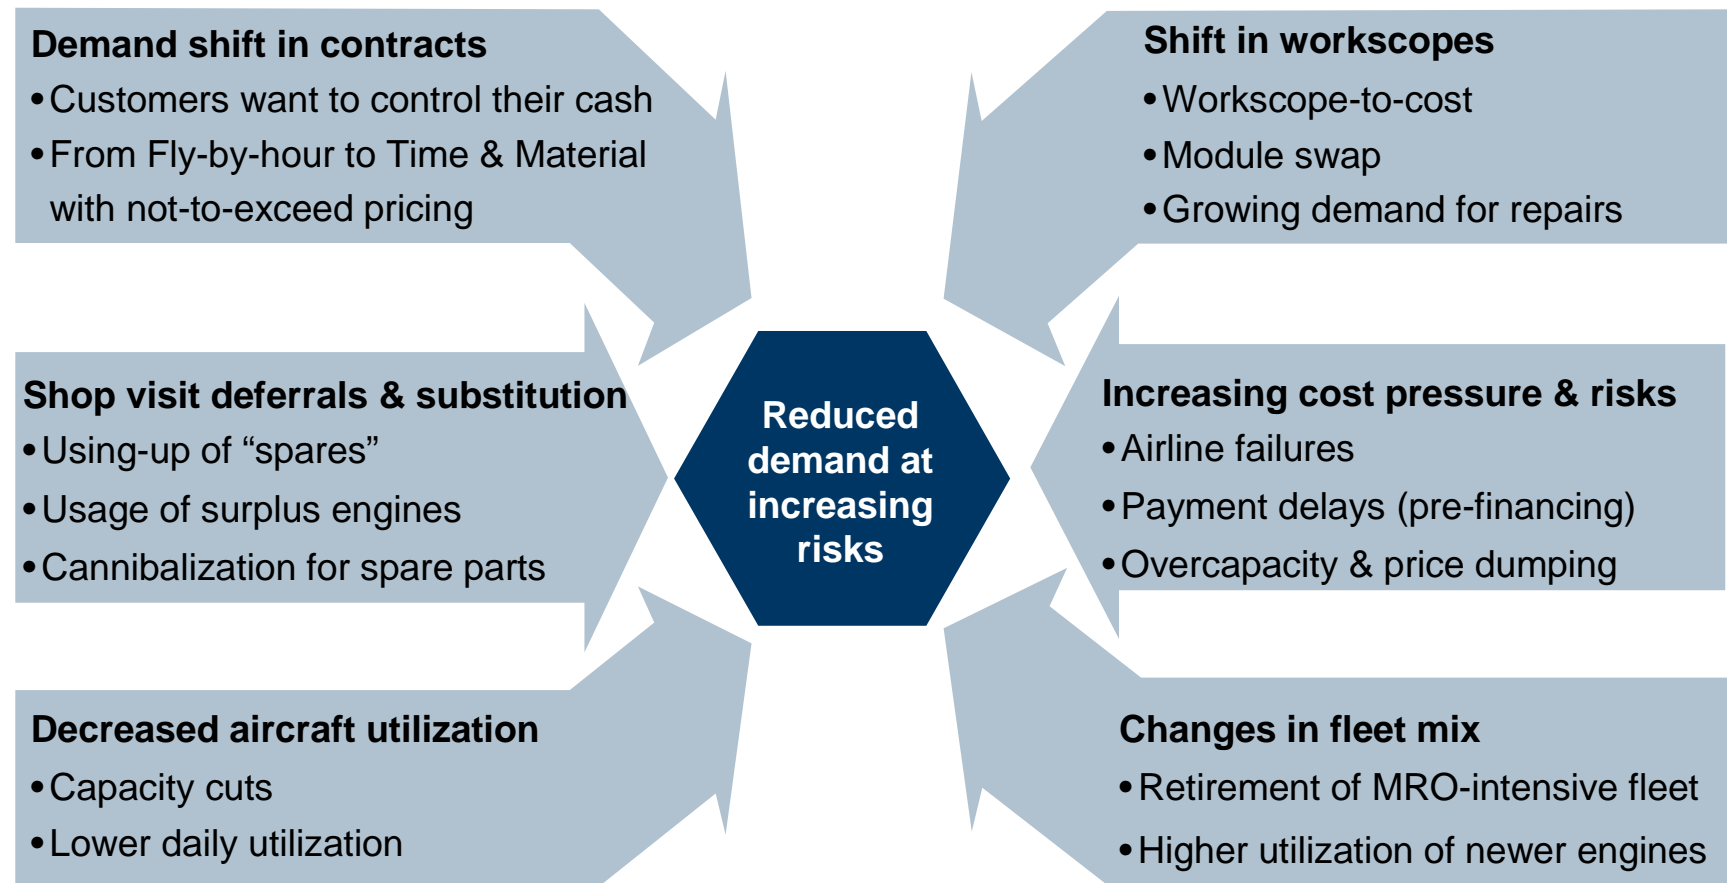 Demand shift in contracts
•Customers want to control their cash
•From Fly-by-hour to Time & Material
with not-to-exceed pricing
Shift in workscopes
•Workscope-to-cost
•Module swap
•Growing demand for repairs
Shop visit deferrals & substitution
•Using-up of “spares”
•Usage of surplus engines
•Cannibalization for spare parts
Reduced
demand at
increasing
risks
Increasing cost pressure & risks
•Airline failures
•Payment delays (pre-financing)
•Overcapacity & price dumping
Decreased aircraft utilization
•Capacity cuts
•Lower daily utilization
Changes in fleet mix
•Retirement of MRO-intensive fleet
•Higher utilization of newer engines